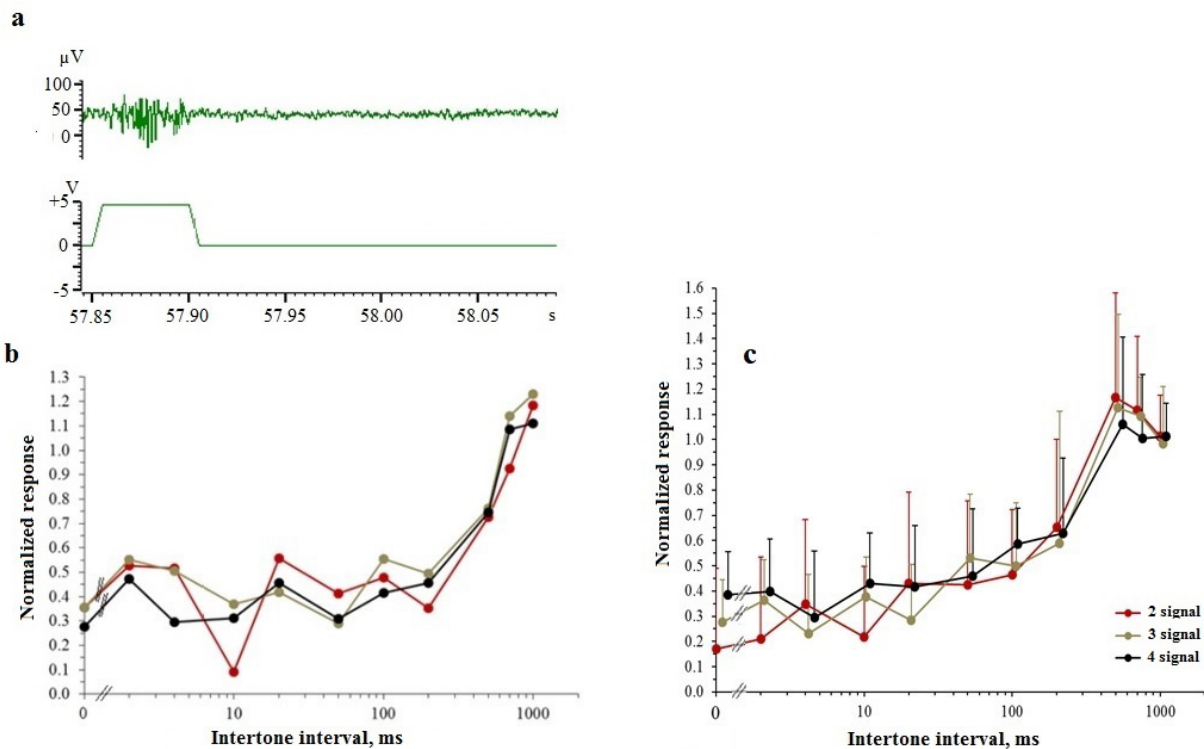 a
µV
100
50
0
V
+5
0
-5
57.85 57.90 57.95 58.00 58.05 s
b
1.3
1.2
1.1
1.0
0.9
0.8
0.7
0.6
0.5
0.4
0.3
0.2
0.1
0.0
Normalized response
0 10 100 1000
Intertone interval, ms
c
1.6
1.5
1.4
1.3
1.2
1.1
1.0
0.9
0.8
0.7
0.6
0.5
0.4
0.3
0.2
0.1
0.0
Normalized response
2 signal
3 signal
4 signal
0 10 100 1000
Intertone interval, ms